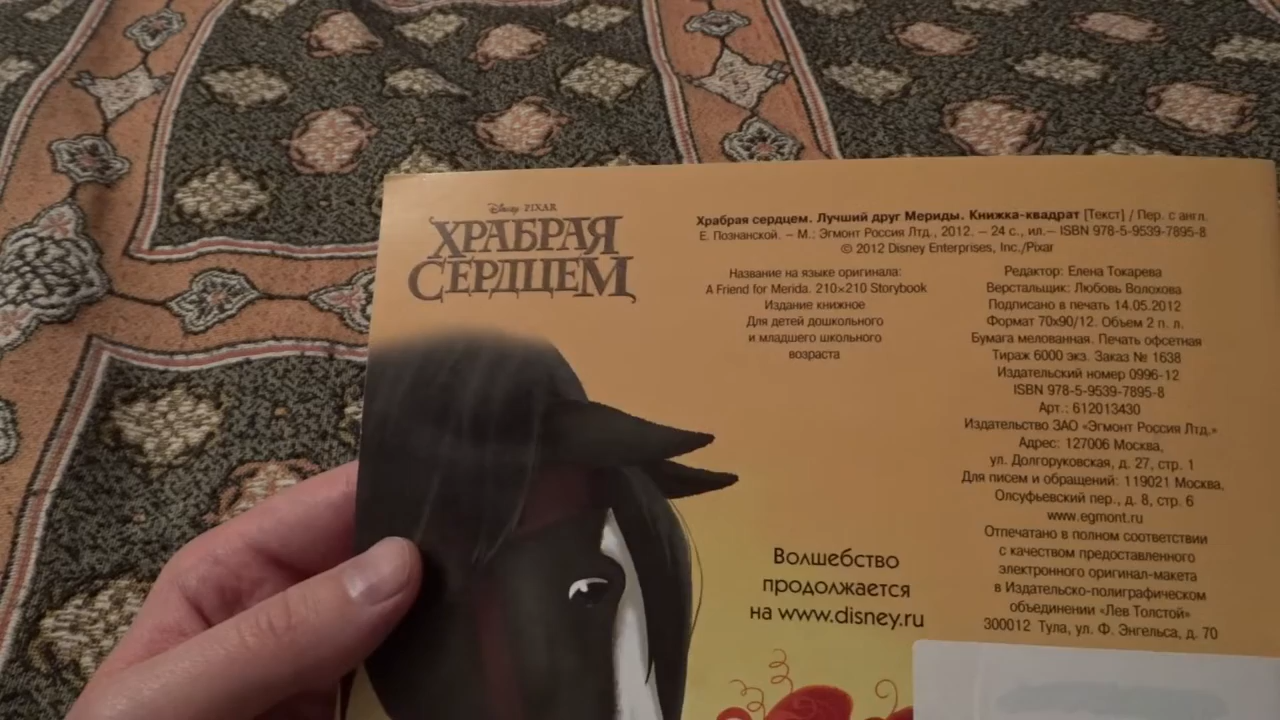 Disney PIXAR
ХРАБРАЯ
СЕРДЦЕМ
Храбрая сердцем. Лучший друг Мериды. Книжка-квадрат [Текст] / Пер. с англ.
Е. Познанской. – М.: Эгмонт Россия Лтд., 2012. – 24 с., ил.– ISBN 978-5-9539-7895-8
© 2012 Disney Enterprises, Inc./Pixar
Название на языке оригинала:
A Friend for Merida. 210×210 Storybook
Издание книжное
Для детей дошкольного
и младшего школьного
возраста
Редактор: Елена Токарева
Верстальщик: Любовь Волохова
Подписано в печать 14.05.2012
Формат 70х90/12. Объем 2 п. л.
Бумага мелованная. Печать офсетная
Тираж 6000 экз. Заказ № 1638
Издательский номер 0996-12
ISBN 978-5-9539-7895-8
Арт.: 612013430
Издательство ЗАО «Эгмонт Россия Лтд.»
Адрес: 127006 Москва,
ул. Долгоруковская, д. 27, стр. 1
Для писем и обращений: 119021 Москва,
Олсуфьевский пер., д. 8, стр. 6
www.egmont.ru
Отпечатано в полном соответствии
с качеством предоставленного
электронного оригинал-макета
в Издательско-полиграфическом
объединении «Лев Толстой»
300012 Тула, ул. Ф. Энгельса, д. 70
Волшебство
продолжается
на www.disney.ru